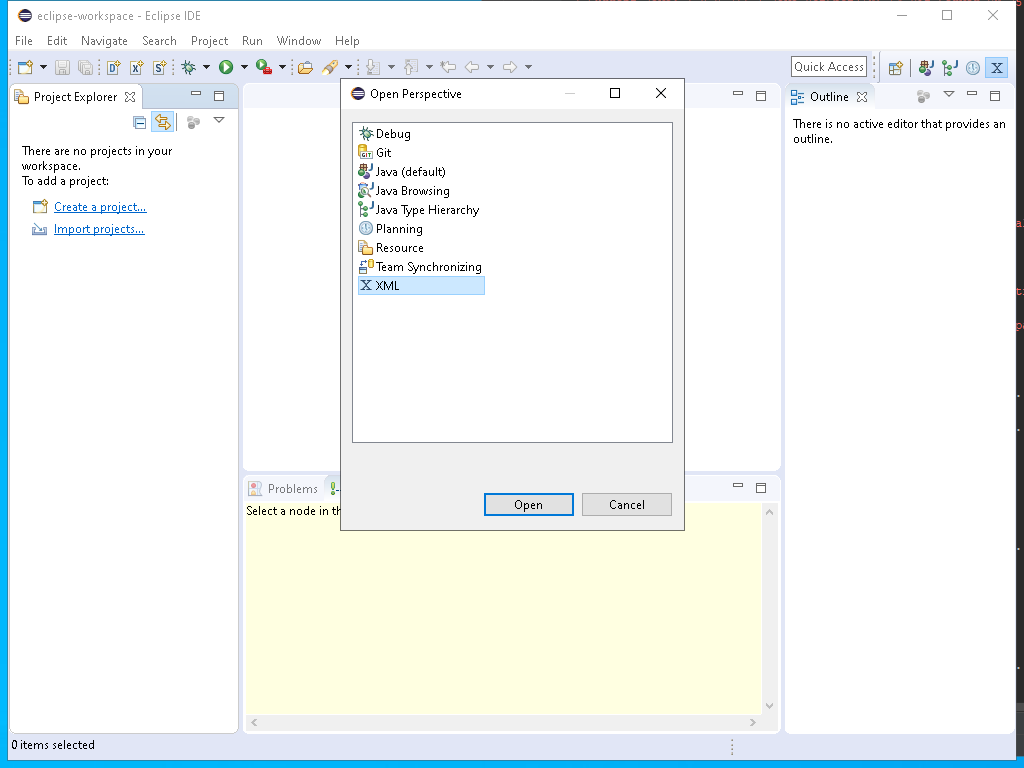 eclipse-workspace - Eclipse IDE
File Edit Navigate Search Project Run Window Help
Quick Access
Project Explorer
There are no projects in your
workspace.
To add a project:
Create a project...
Import projects...
Open Perspective
Debug
Git
Java (default)
Java Browsing
Java Type Hierarchy
Planning
Resource
Team Synchronizing
XML
Open Cancel
Outline
There is no active editor that provides an
outline.
Problems
Select a node in th
0 items selected